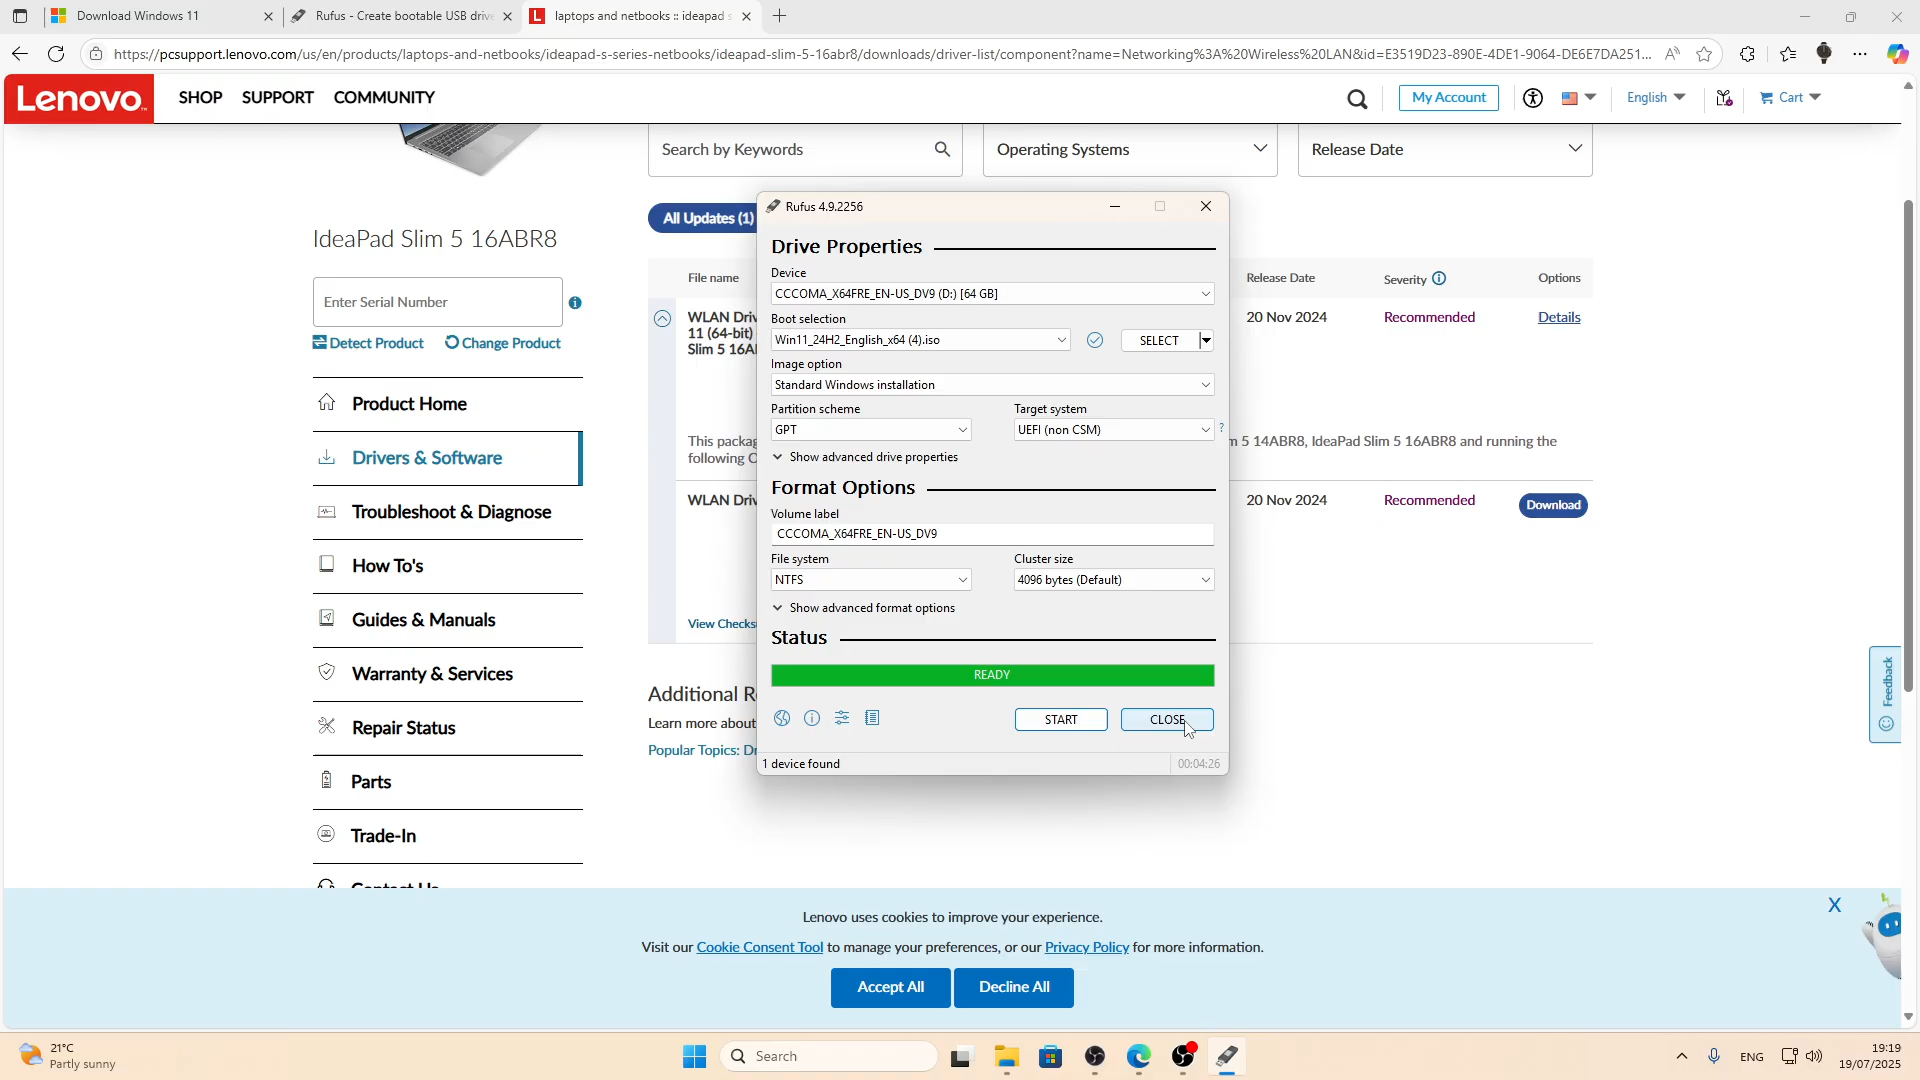 Download Windows 11
Rufus - Create bootable USB drive
laptops and netbooks :: ideapad s
https://pcsupport.lenovo.com/us/en/products/laptops-and-netbooks/ideapad-s-series-netbooks/ideapad-slim-5-16abr8/downloads/driver-list/component?name=Networking%3A%20Wireless%20LAN&id=E3519D23-890E-4DE1-9064-DE6E7DA251...
Lenovo
SHOP SUPPORT COMMUNITY
My Account
English
Cart
Search by Keywords
Operating Systems
Release Date
IdeaPad Slim 5 16ABR8
Enter Serial Number
Detect Product
Change Product
Product Home
Drivers & Software
Troubleshoot & Diagnose
How To's
Guides & Manuals
Warranty & Services
Repair Status
Parts
Trade-In
Contact Us
All Updates (1)
File name
Release Date
Severity
Options
WLAN Driv
11 (64-bit)
Slim 5 16AB
20 Nov 2024
Recommended
Details
This packag
following O
m 5 14ABR8, IdeaPad Slim 5 16ABR8 and running the
WLAN Driv
20 Nov 2024
Recommended
Download
View Checks
Additional R
Learn more about
Popular Topics: Dr
Feedback
Rufus 4.9.2256
Drive Properties
Device
CCCOMA_X64FRE_EN-US_DV9 (D:) [64 GB]
Boot selection
Win11_24H2_English_x64 (4).iso
SELECT
Image option
Standard Windows installation
Partition scheme
Target system
GPT
UEFI (non CSM)
?
Show advanced drive properties
Format Options
Volume label
CCCOMA_X64FRE_EN-US_DV9
File system
Cluster size
NTFS
4096 bytes (Default)
Show advanced format options
Status
READY
START
CLOSE
1 device found
00:04:26
Lenovo uses cookies to improve your experience.
X
Visit our Cookie Consent Tool to manage your preferences, or our Privacy Policy for more information.
Accept All
Decline All
21°C
Partly sunny
Search
ENG
19:19
19/07/2025